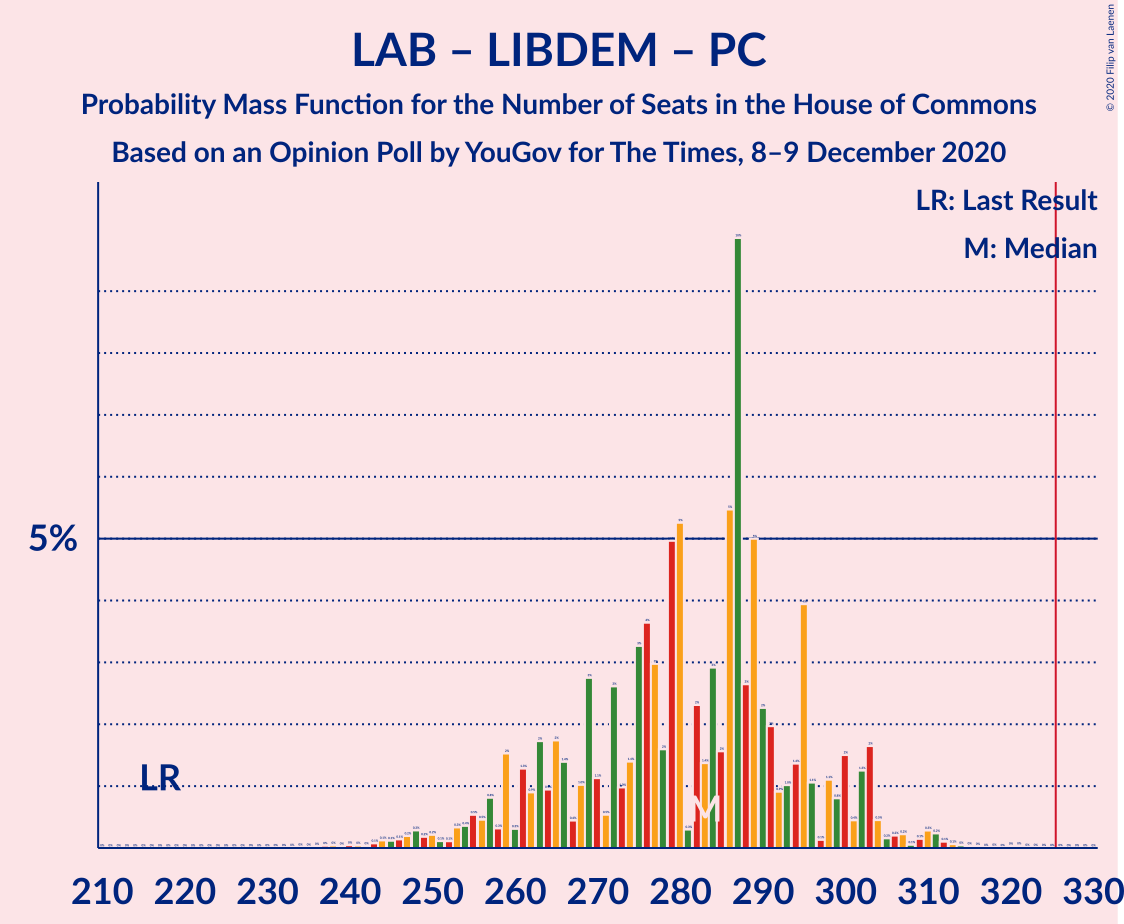 LAB – LIBDEM – PC
Probability Mass Function for the Number of Seats in the House of Commons
Based on an Opinion Poll by YouGov for The Times, 8–9 December 2020
© 2020 Filip van Laenen
LR: Last Result
M: Median
5%
LR
M
210 220 230 240 250 260 270 280 290 300 310 320 330